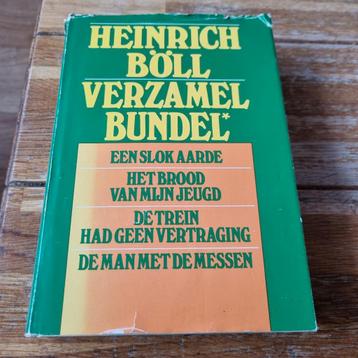 HEINRICH
BÖLL
VERZAMEL
BUNDEL*
EEN SLOK AARDE
HET BROOD
VAN MIJN JEUGD
DE TREIN
HAD GEEN VERTRAGING
DE MAN MET DE MESSEN